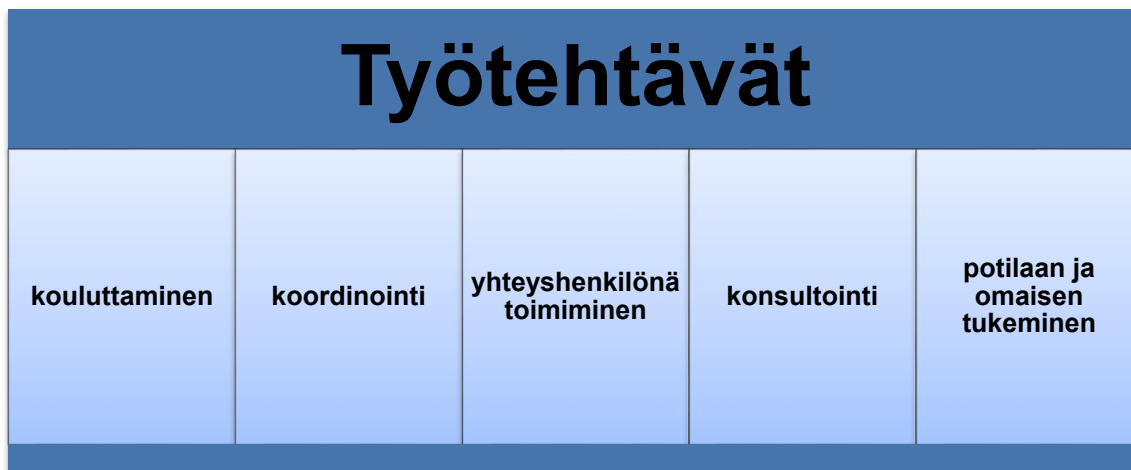 Työtehtävät
kouluttaminen
koordinointi
yhteyshenkilönä
toimiminen
konsultointi
potilaan ja
omaisen
tukeminen